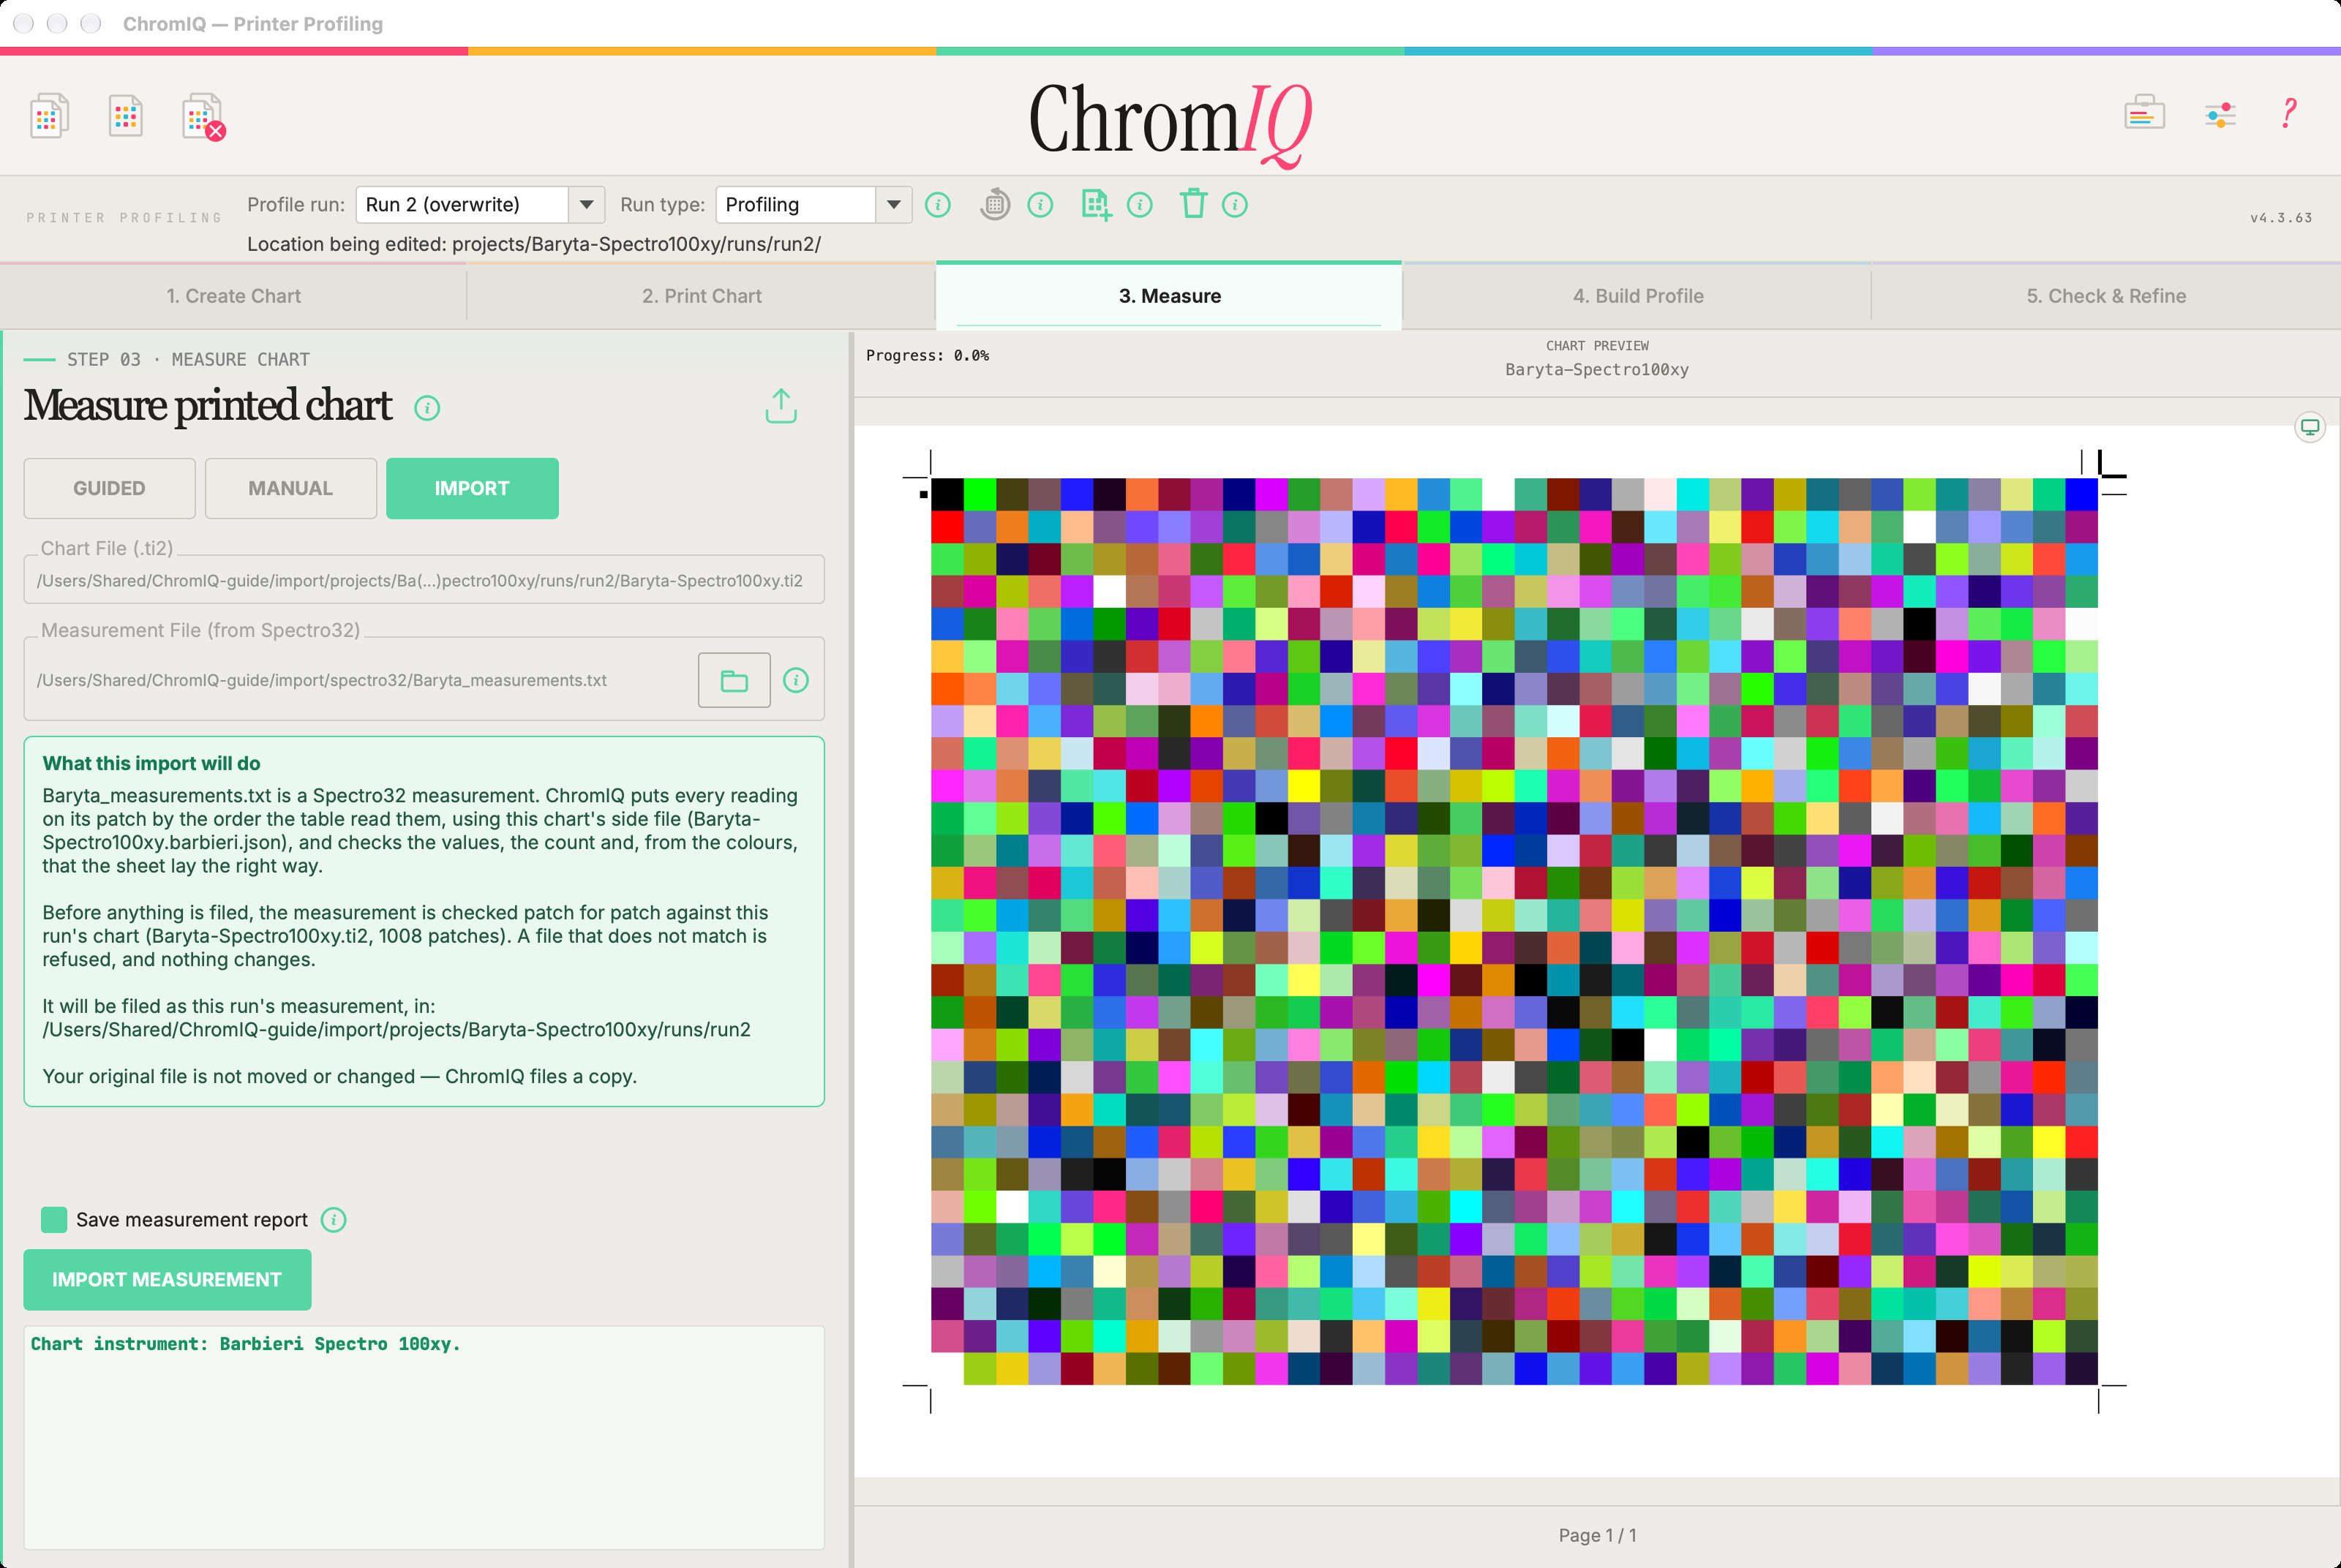 ChromIQ — Printer Profiling
ChromIQ
?
PRINTER PROFILING
Profile run:
Run 2 (overwrite)
Run type:
Profiling
Location being edited: projects/Baryta-Spectro100xy/runs/run2/
v4.3.63
1. Create Chart
2. Print Chart
3. Measure
4. Build Profile
5. Check & Refine
STEP 03 · MEASURE CHART
Measure printed chart
GUIDED
MANUAL
IMPORT
Chart File (.ti2)
/Users/Shared/ChromIQ-guide/import/projects/Ba(...)pectro100xy/runs/run2/Baryta-Spectro100xy.ti2
Measurement File (from Spectro32)
/Users/Shared/ChromIQ-guide/import/spectro32/Baryta_measurements.txt
What this import will do
Baryta_measurements.txt is a Spectro32 measurement. ChromIQ puts every reading
on its patch by the order the table read them, using this chart's side file (Baryta-
Spectro100xy.barbieri.json), and checks the values, the count and, from the colours,
that the sheet lay the right way.
Before anything is filed, the measurement is checked patch for patch against this
run's chart (Baryta-Spectro100xy.ti2, 1008 patches). A file that does not match is
refused, and nothing changes.
It will be filed as this run's measurement, in:
/Users/Shared/ChromIQ-guide/import/projects/Baryta-Spectro100xy/runs/run2
Your original file is not moved or changed — ChromIQ files a copy.
Save measurement report
IMPORT MEASUREMENT
Chart instrument: Barbieri Spectro 100xy.
Progress: 0.0%
CHART PREVIEW
Baryta-Spectro100xy
Page 1 / 1